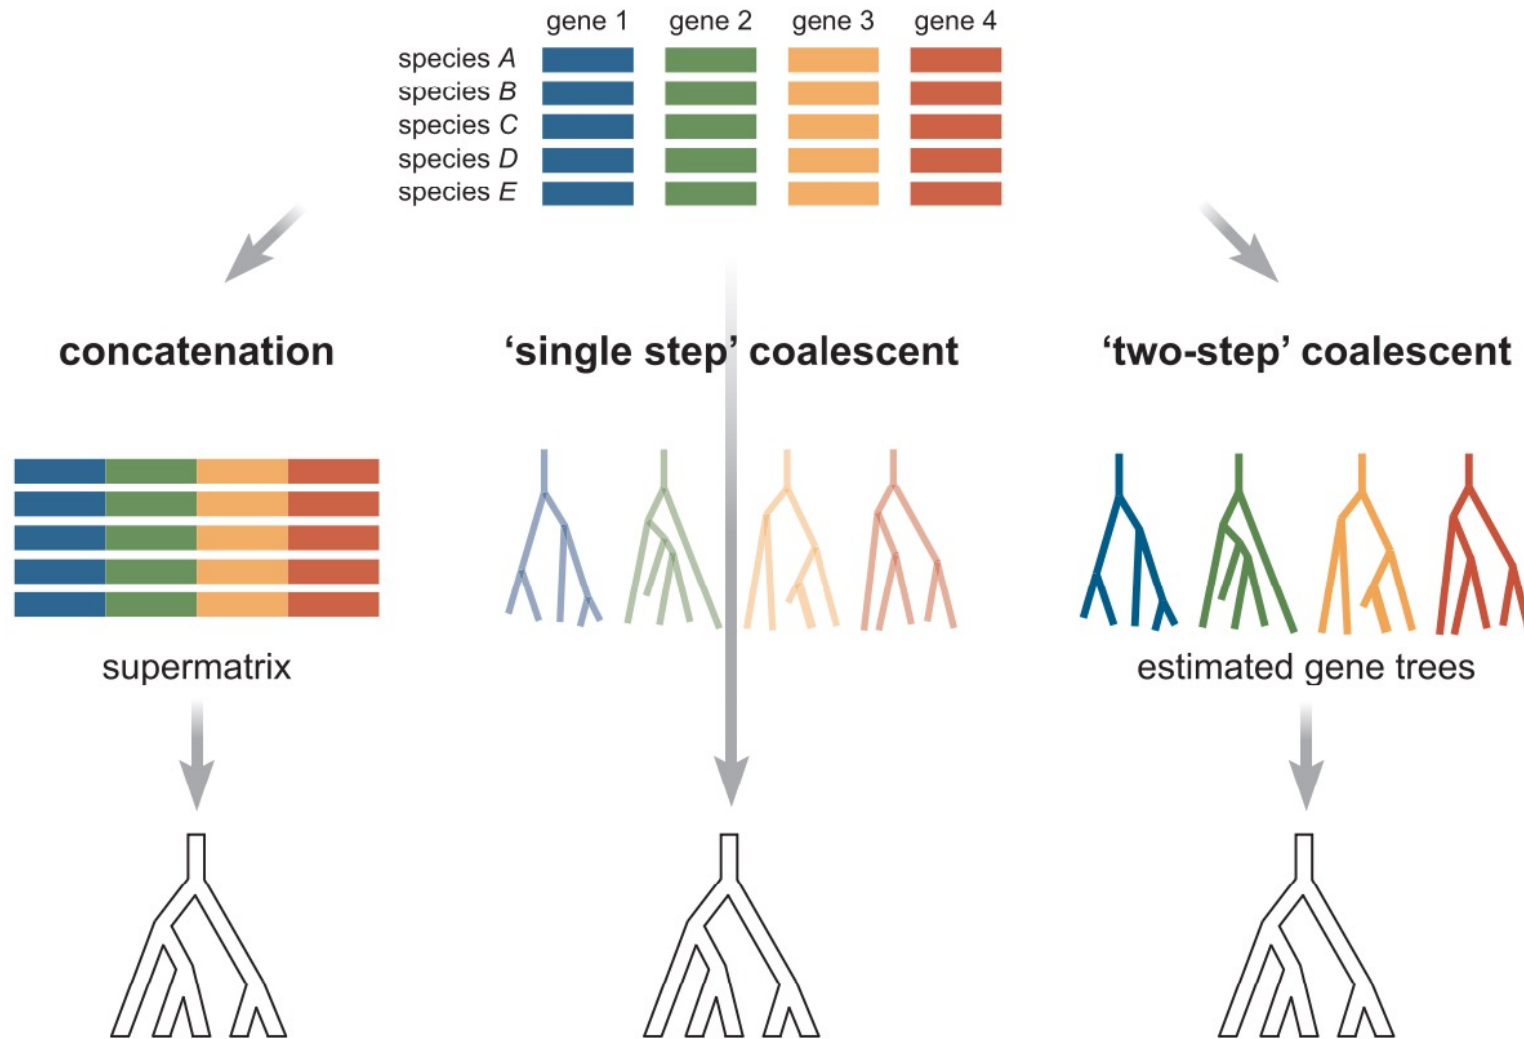 gene 1 gene 2 gene 3 gene 4
species A
species B
species C
species D
species E
concatenation
‘single step’ coalescent
‘two-step’ coalescent
supermatrix
estimated gene trees